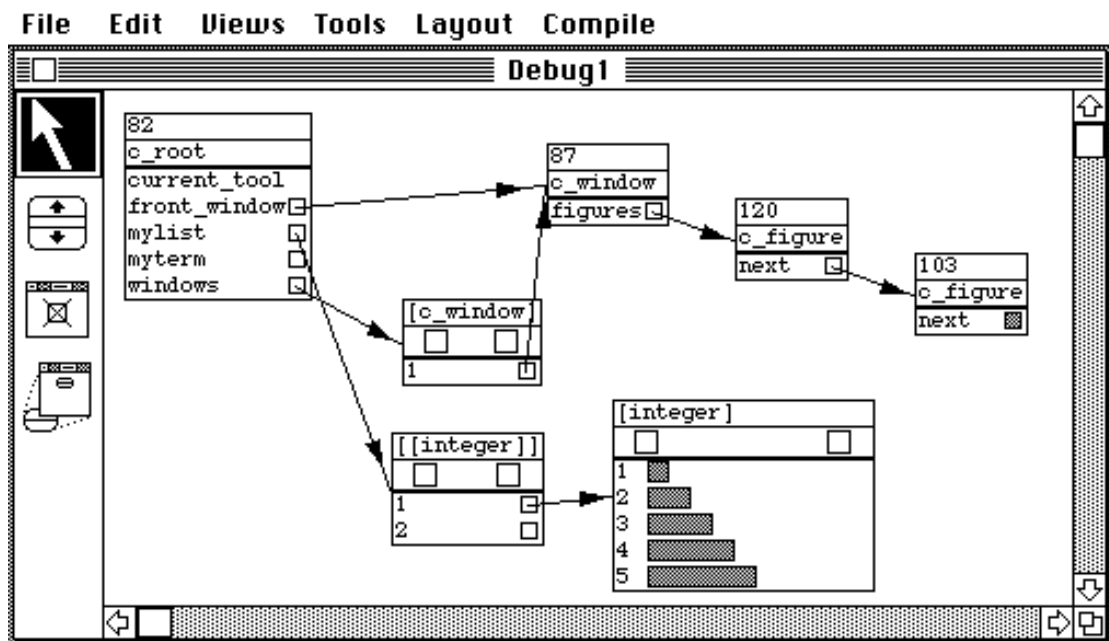 File Edit Views Tools Layout Compile
Debug1
82
c_root
current_tool
front_window
mylist
myterm
windows
87
c_window
figures
120
c_figure
next
103
c_figure
next
[c_window]
1
[[integer]]
1
2
[integer]
1
2
3
4
5